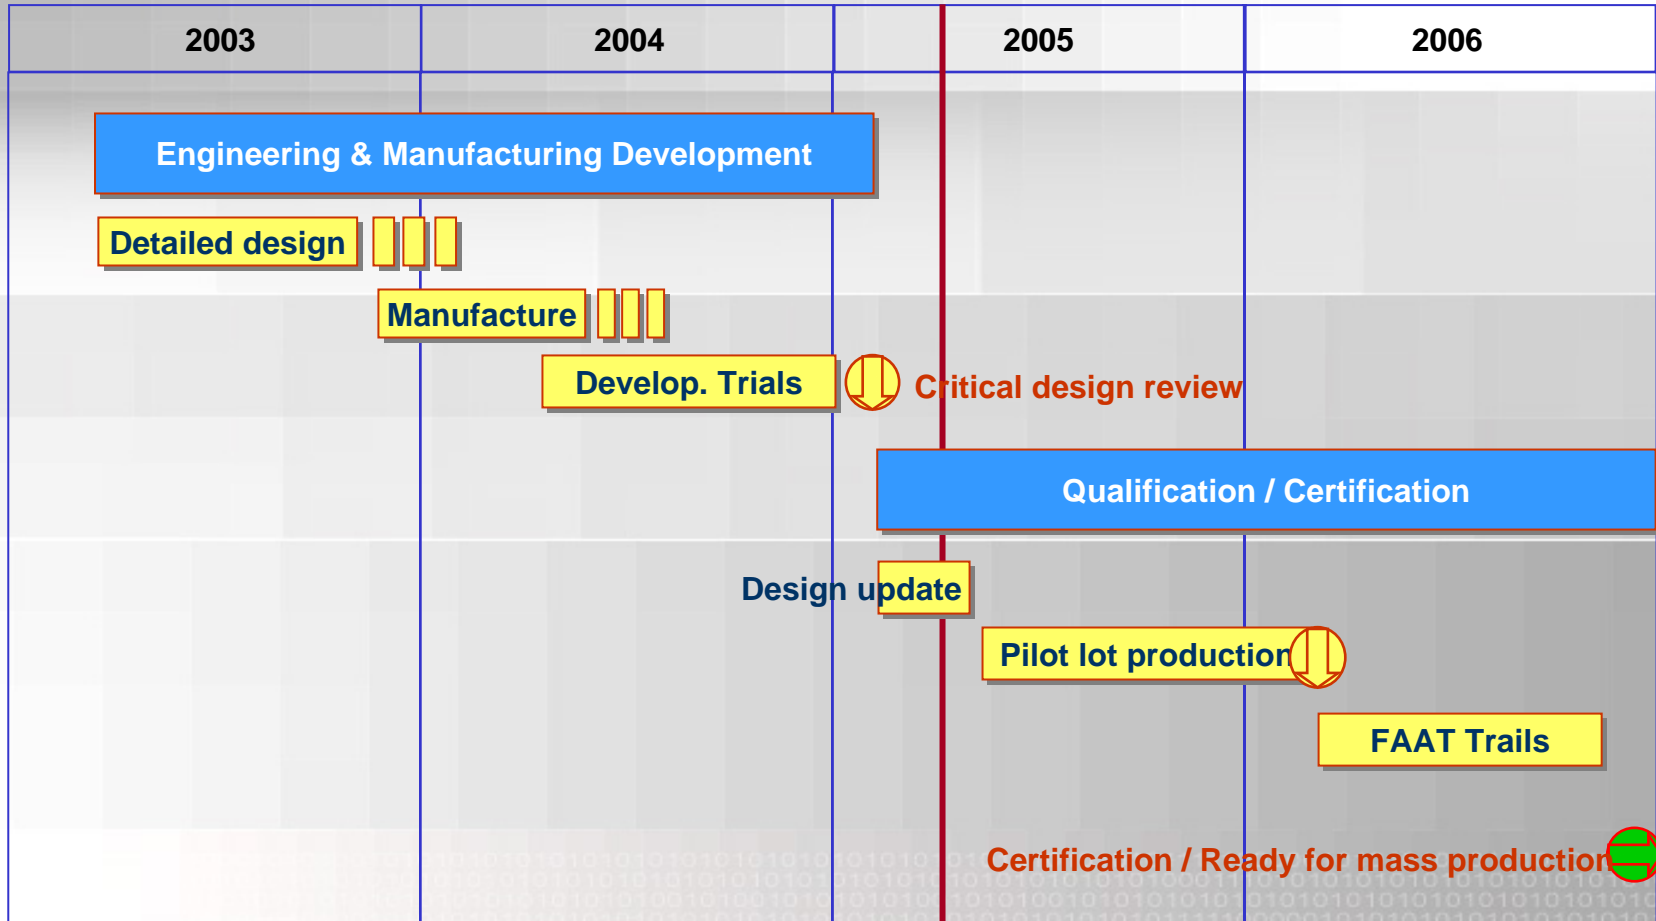 2003 2004 2005 2006
Engineering & Manufacturing Development
Detailed design
Manufacture
Develop. Trials
Critical design review
Qualification / Certification
Design update
Pilot lot production
FAAT Trails
Certification / Ready for mass production